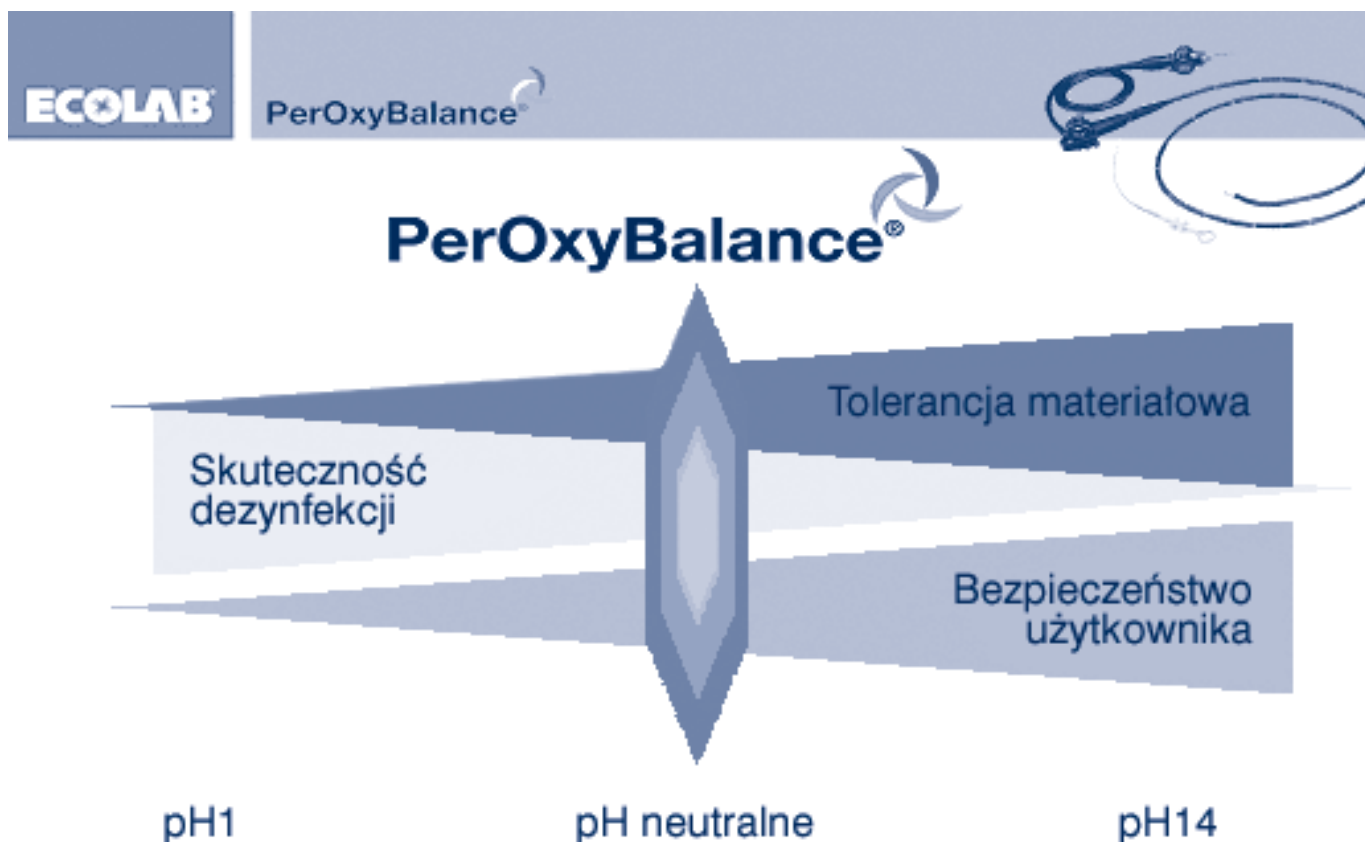 ECOLAB®
PerOxyBalance®
PerOxyBalance®
Tolerancja materiałowa
Skuteczność
dezynfekcji
Bezpieczeństwo
użytkownika
pH1
pH neutralne
pH14